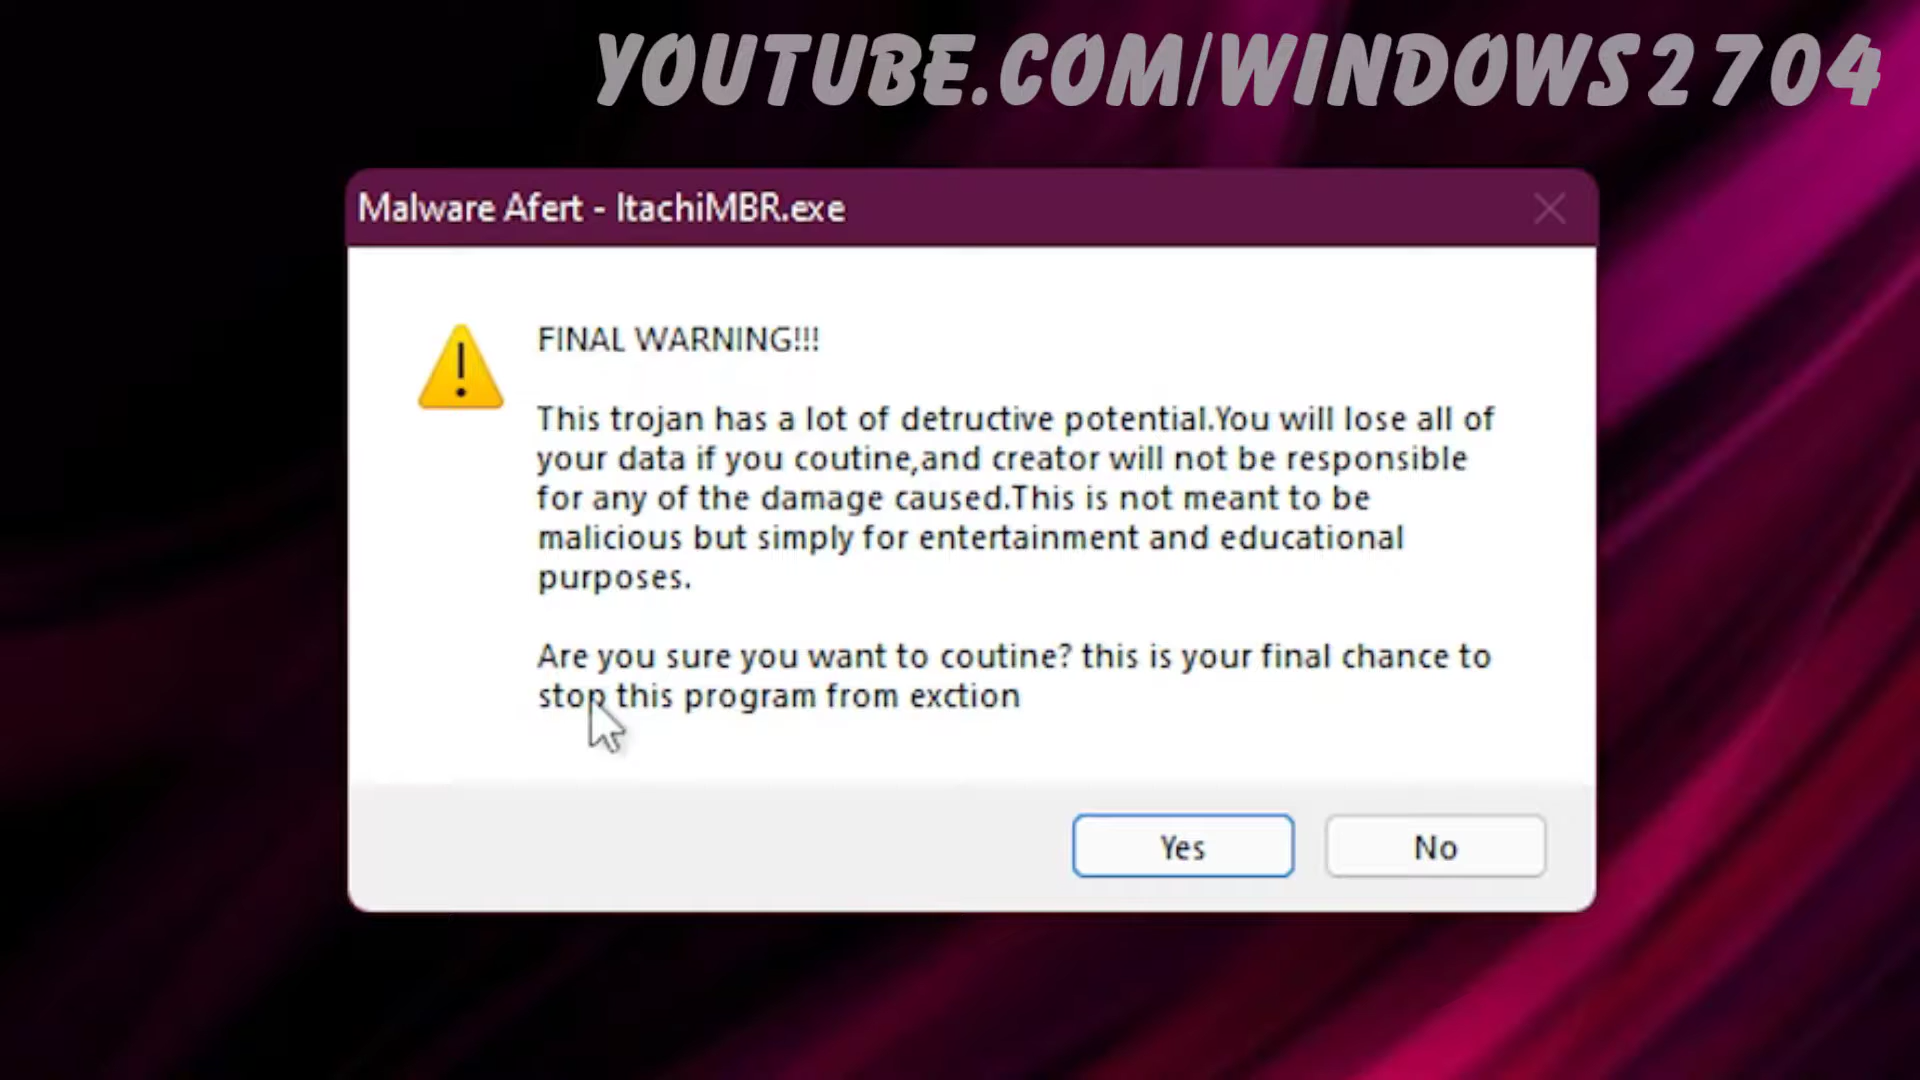 YOUTUBE.COM/WINDOWS2704
Malware Afert - ItachiMBR.exe
FINAL WARNING!!!
This trojan has a lot of detructive potential.You will lose all of
your data if you coutine,and creator will not be responsible
for any of the damage caused.This is not meant to be
malicious but simply for entertainment and educational
purposes.
Are you sure you want to coutine? this is your final chance to
stop this program from exction
Yes
No